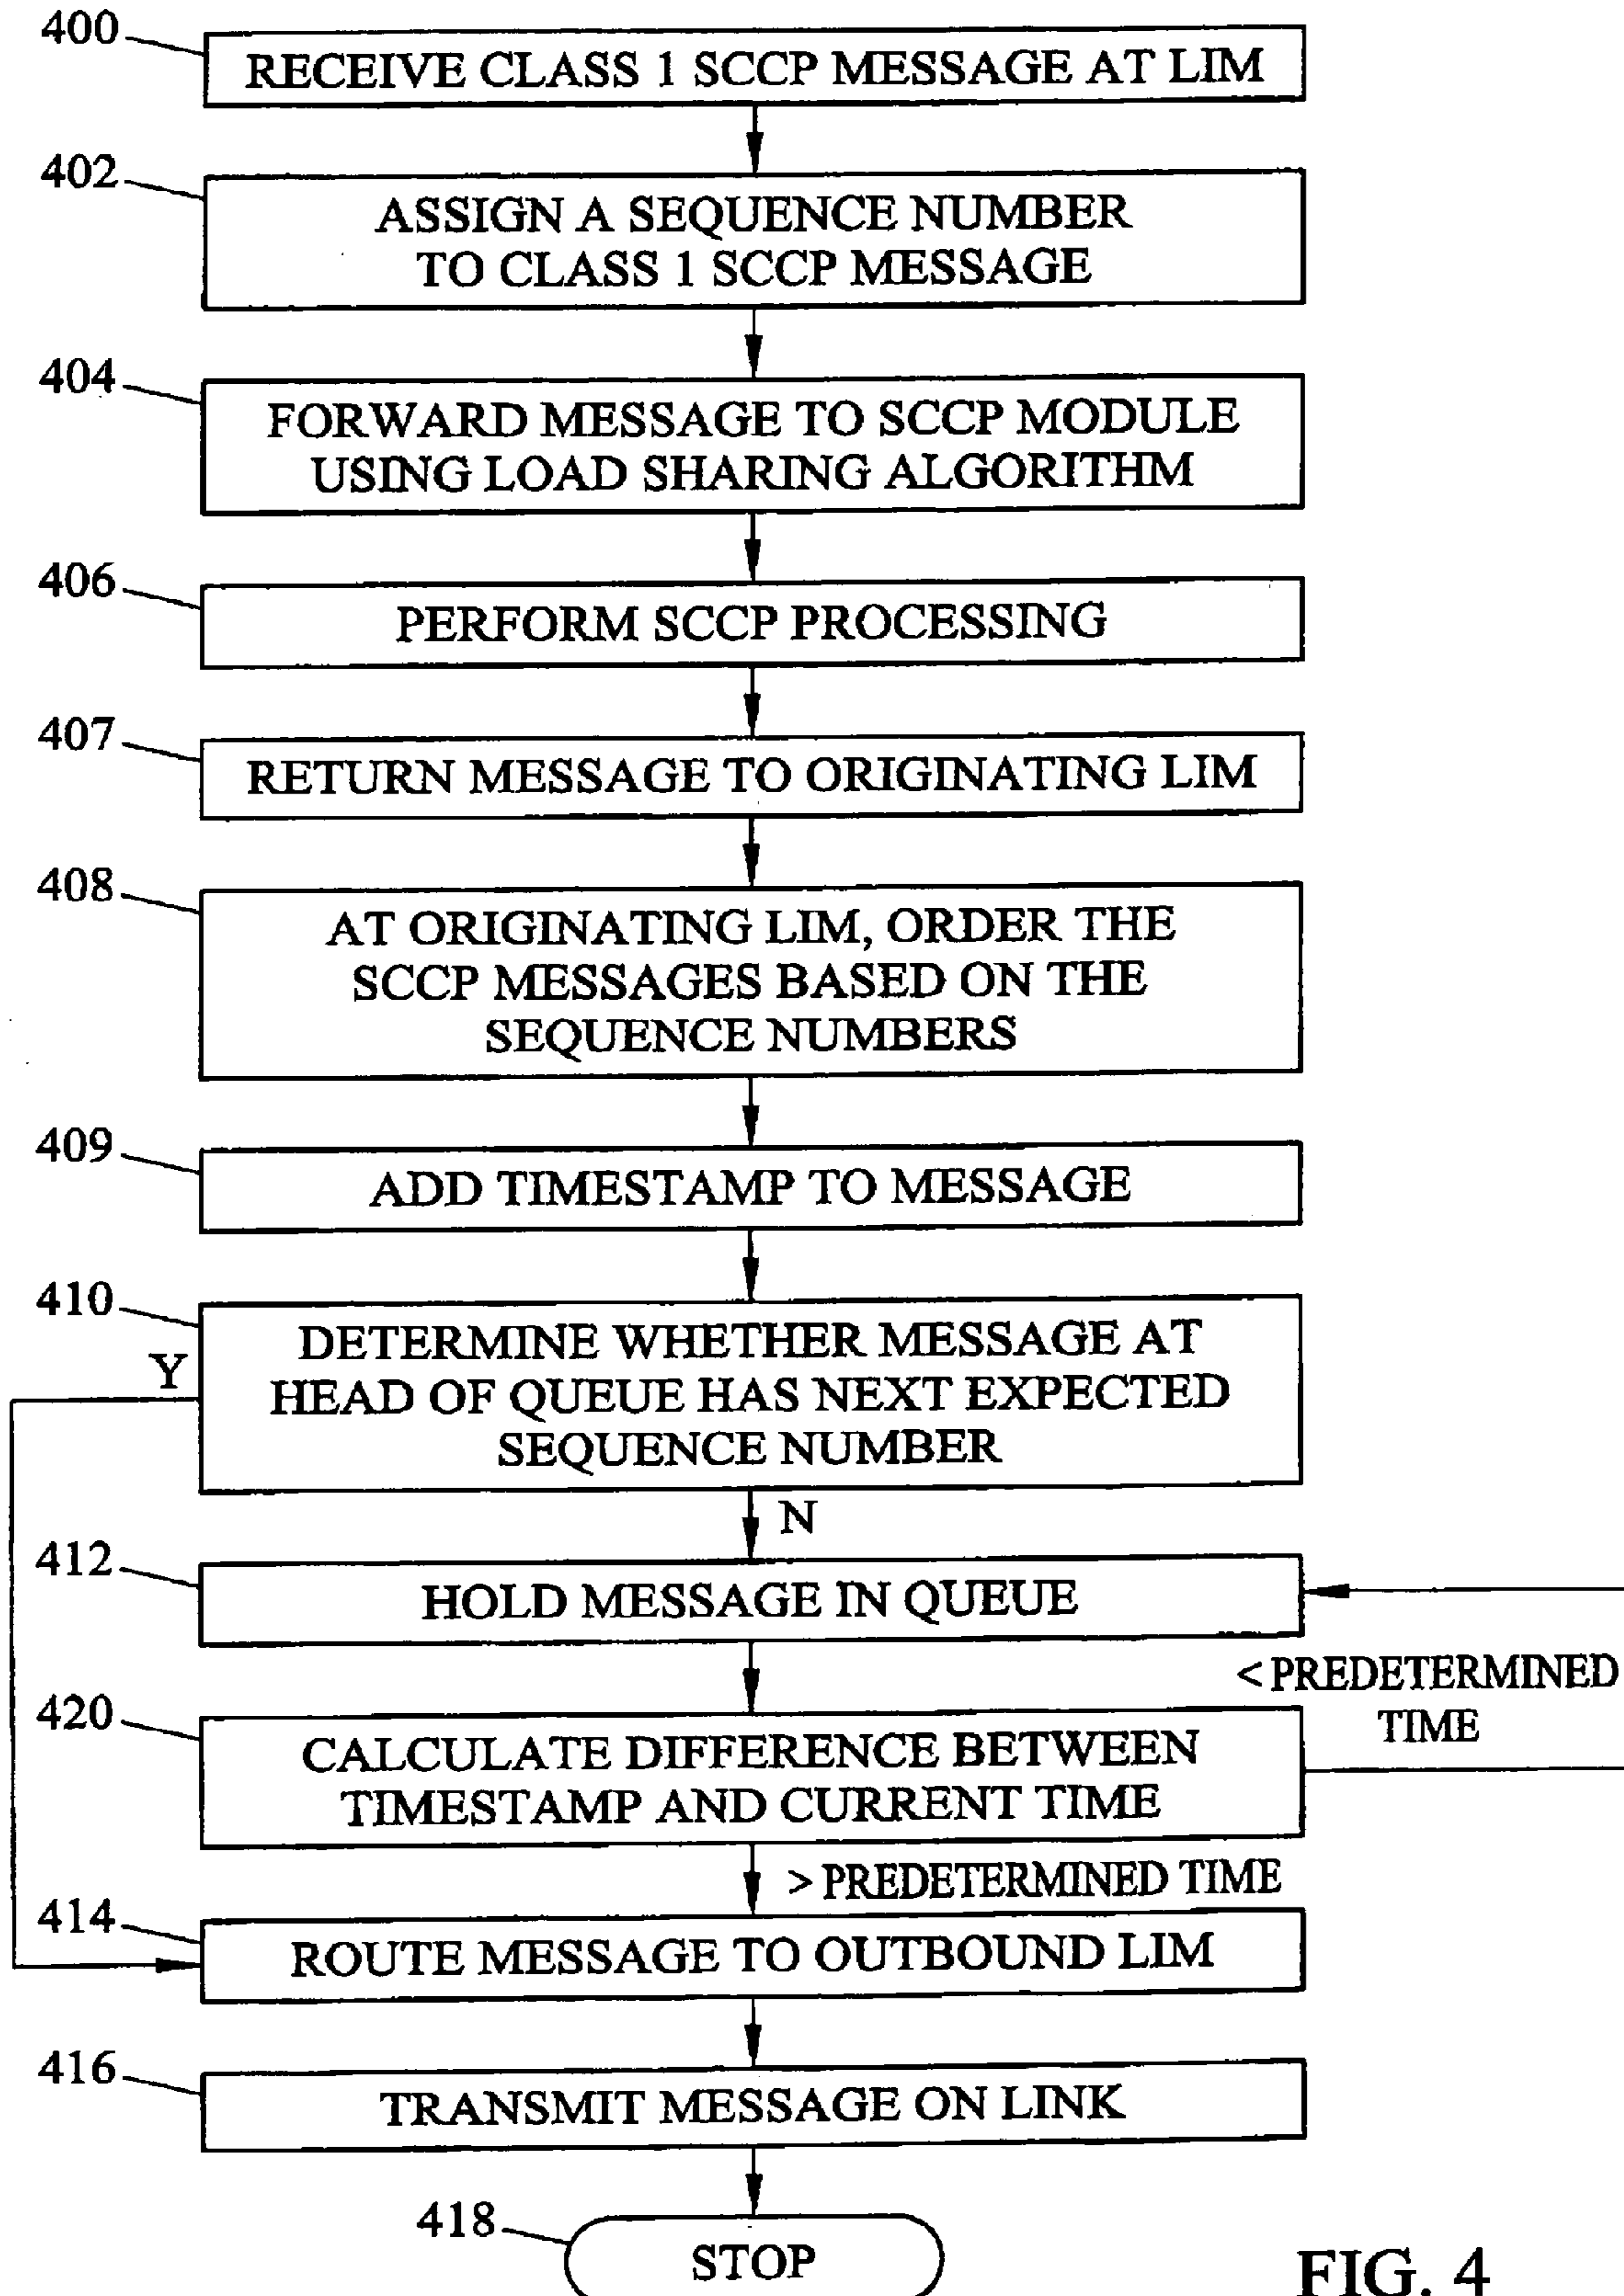 400
RECEIVE CLASS 1 SCCP MESSAGE AT LIM
402
ASSIGN A SEQUENCE NUMBER
TO CLASS 1 SCCP MESSAGE
404
FORWARD MESSAGE TO SCCP MODULE
USING LOAD SHARING ALGORITHM
406
PERFORM SCCP PROCESSING
407
RETURN MESSAGE TO ORIGINATING LIM
408
AT ORIGINATING LIM, ORDER THE
SCCP MESSAGES BASED ON THE
SEQUENCE NUMBERS
409
ADD TIMESTAMP TO MESSAGE
410
Y
DETERMINE WHETHER MESSAGE AT
HEAD OF QUEUE HAS NEXT EXPECTED
SEQUENCE NUMBER
N
412
HOLD MESSAGE IN QUEUE
< PREDETERMINED
TIME
420
CALCULATE DIFFERENCE BETWEEN
TIMESTAMP AND CURRENT TIME
> PREDETERMINED TIME
414
ROUTE MESSAGE TO OUTBOUND LIM
416
TRANSMIT MESSAGE ON LINK
418
STOP
FIG. 4